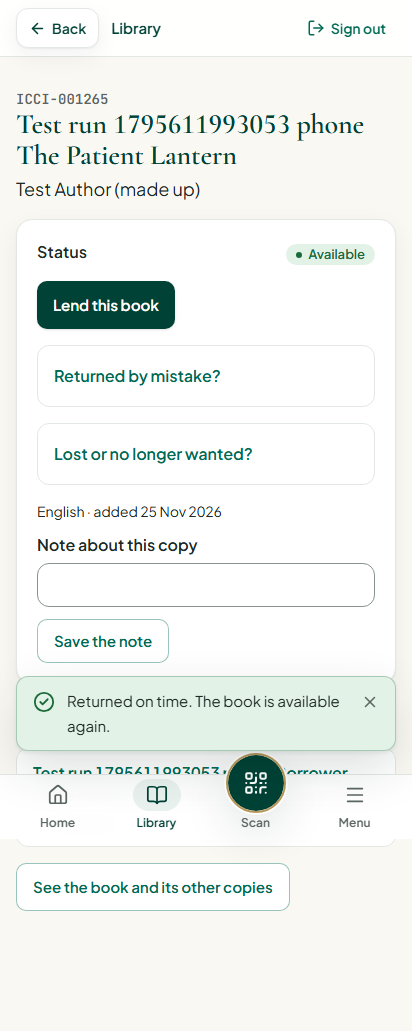 Back
Library
Sign out
ICCI-001265
Test run 1795611993053 phone
The Patient Lantern
Test Author (made up)
Status
Available
Lend this book
Returned by mistake?
Lost or no longer wanted?
English · added 25 Nov 2026
Note about this copy
Save the note
Returned on time. The book is available
again.
Test run 1795611993053
Home
Library
Scan
Menu
See the book and its other copies